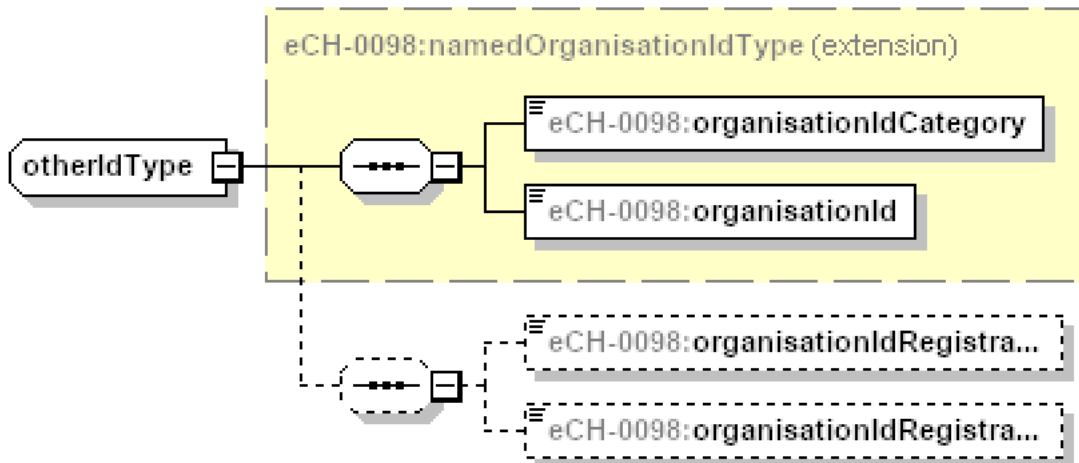 eCH-0098:namedOrganisationIdType (extension)
eCH-0098:organisationIdCategory
otherIdType
eCH-0098:organisationId
eCH-0098:organisationIdRegistra...
eCH-0098:organisationIdRegistra...